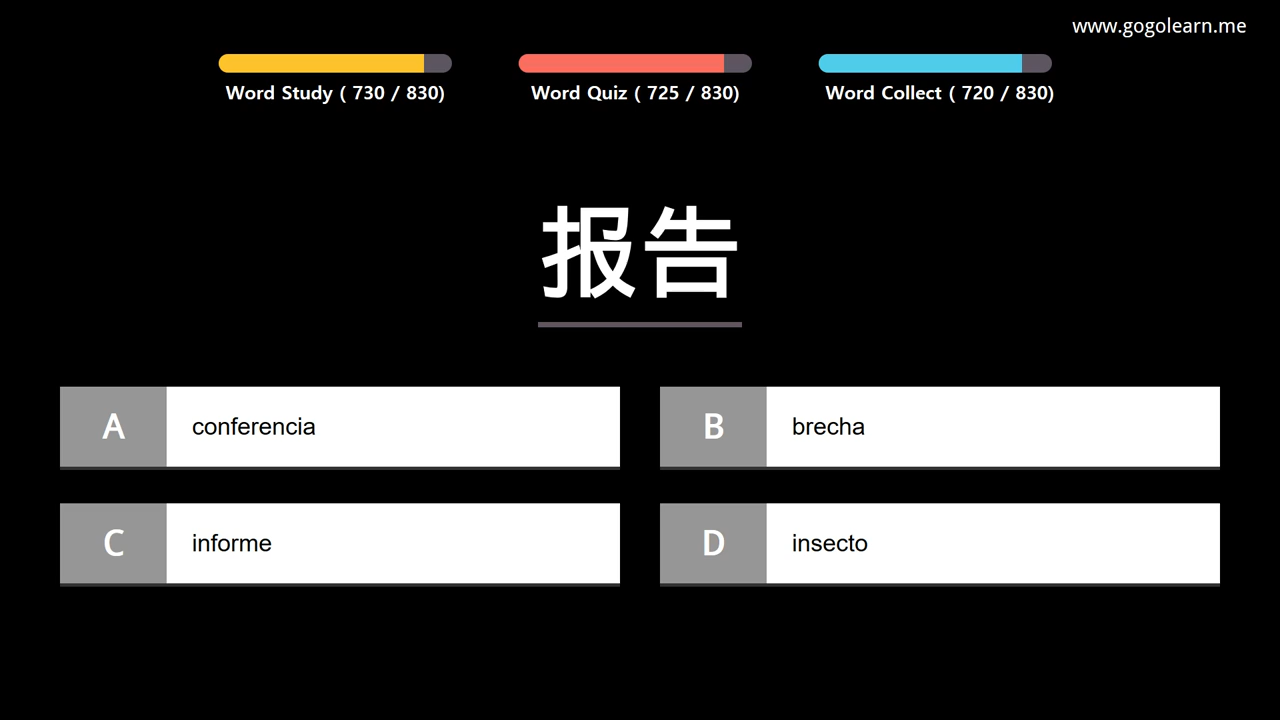 www.gogolearn.me
Word Study ( 730 / 830)
Word Quiz ( 725 / 830)
Word Collect ( 720 / 830)
报告
A conferencia
B brecha
C informe
D insecto